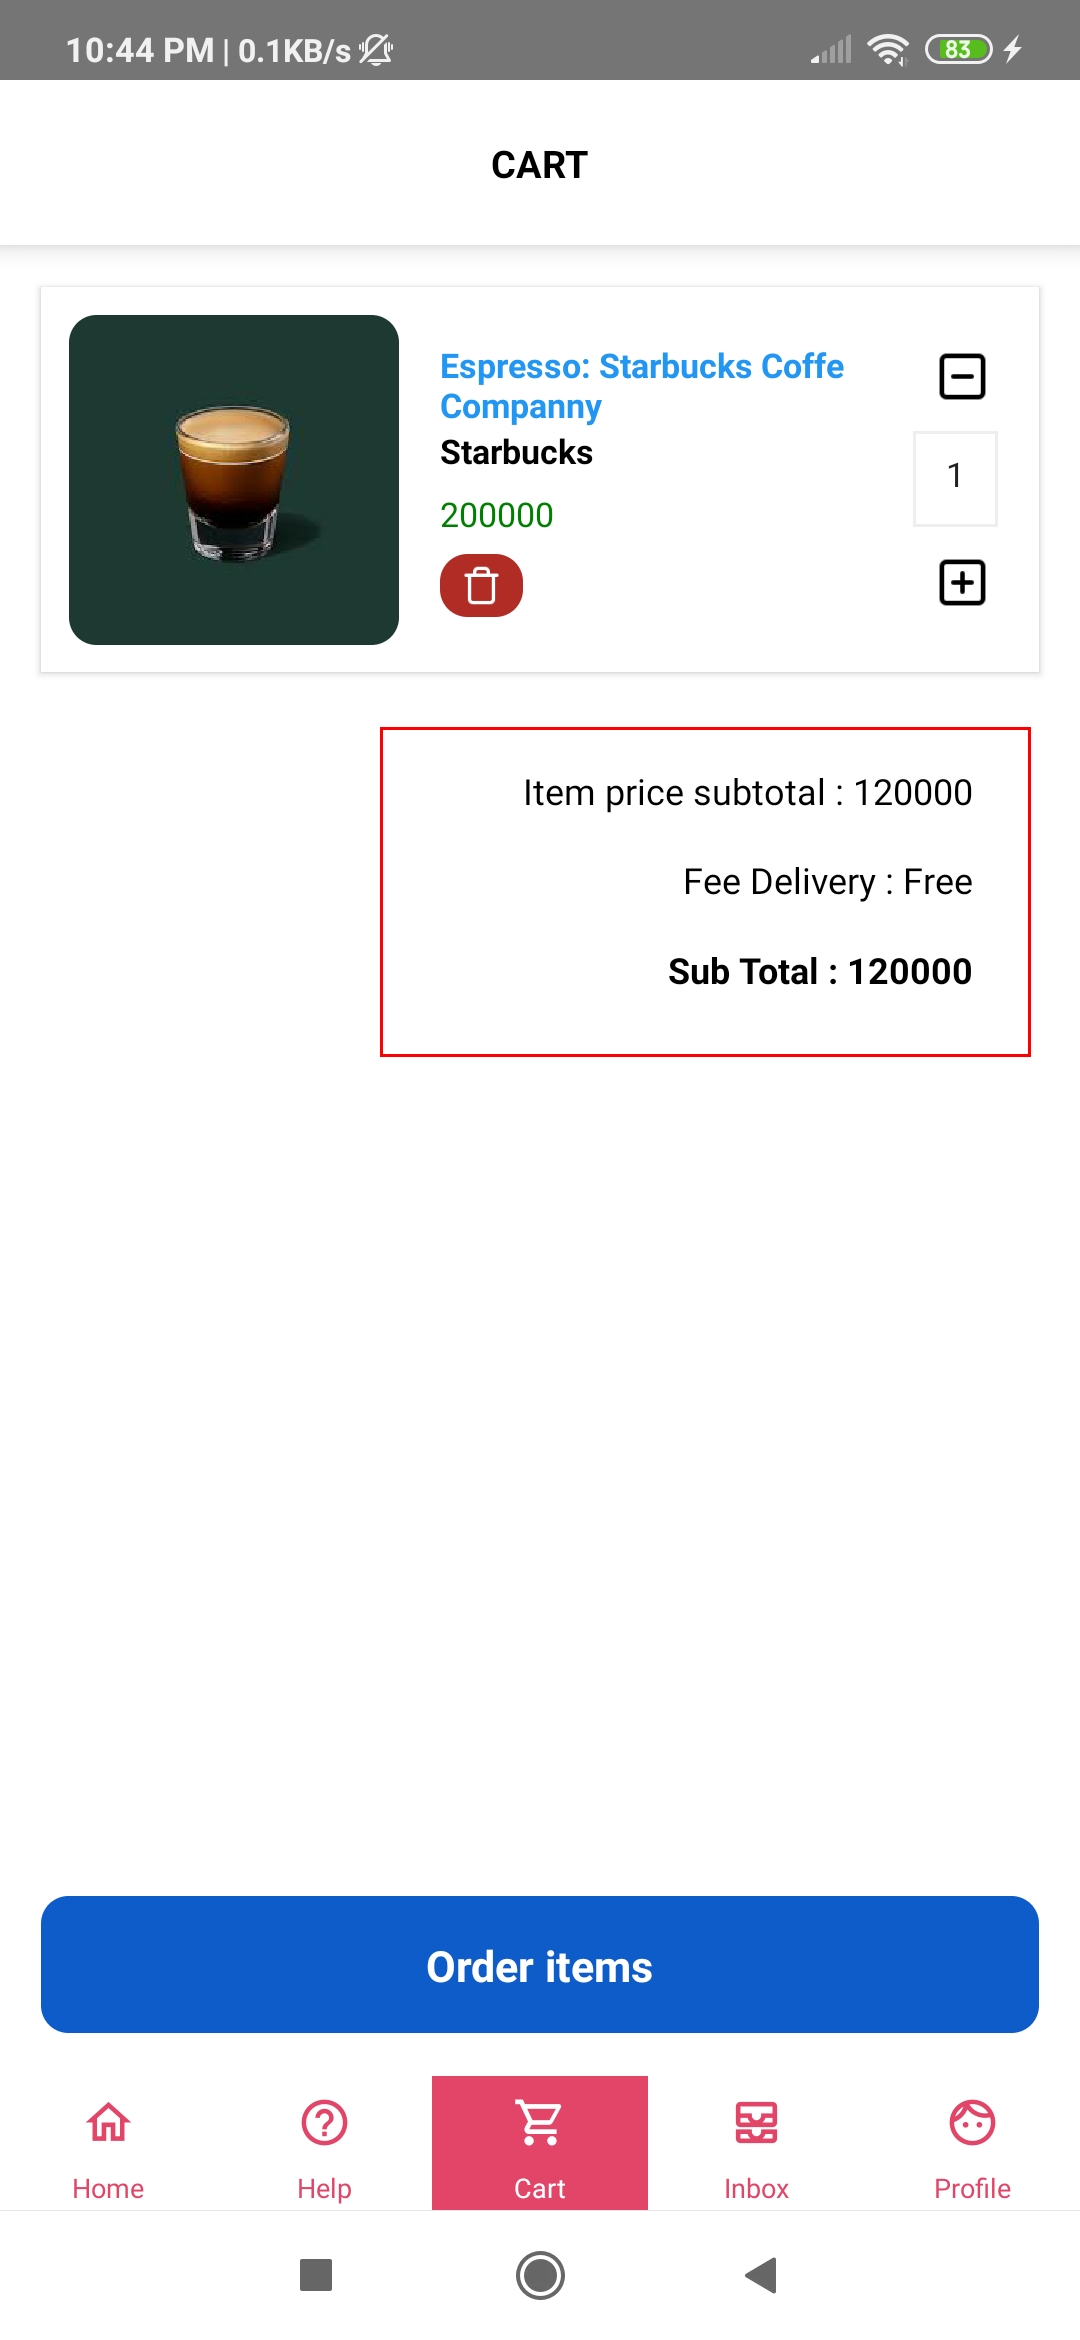 10:44 PM | 0.1KB/s
83
CART
Espresso: Starbucks Coffe
Companny
Starbucks
200000
1
Item price subtotal : 120000
Fee Delivery : Free
Sub Total : 120000
Order items
Home
Help
Cart
Inbox
Profile